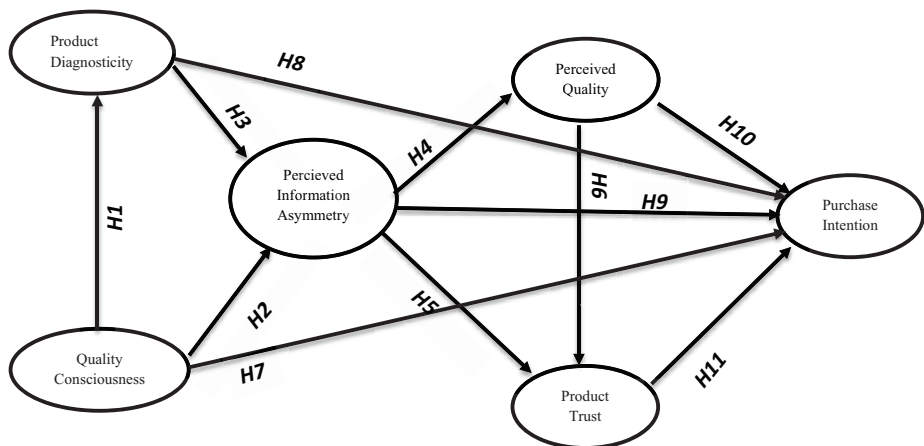 Product
Diagnosticity
H8
Perceived
Quality
H3
H10
H4
Percieved
Information
Asymmetry
H6
H9
Purchase
Intention
H1
H2
H5
Quality
Consciousness
H7
H11
Product
Trust